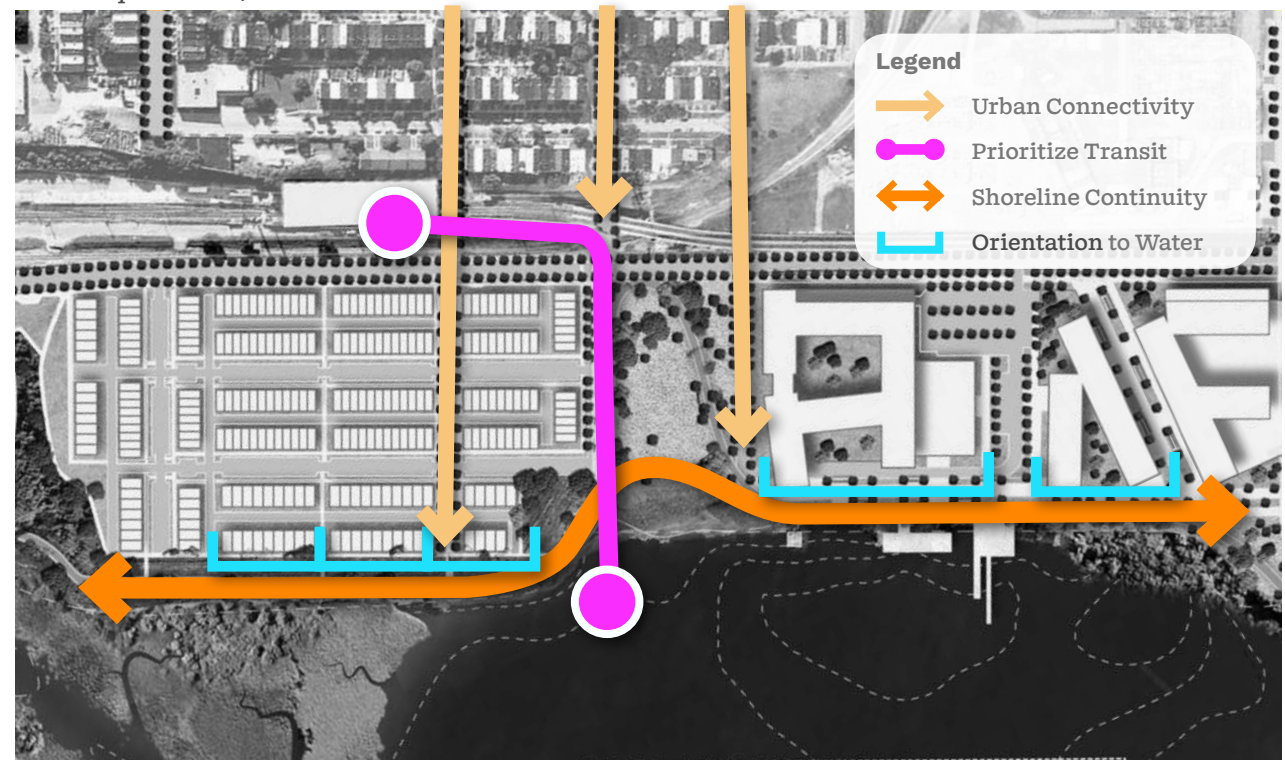 Legend
Urban Connectivity
Prioritize Transit
Shoreline Continuity
Orientation to Water